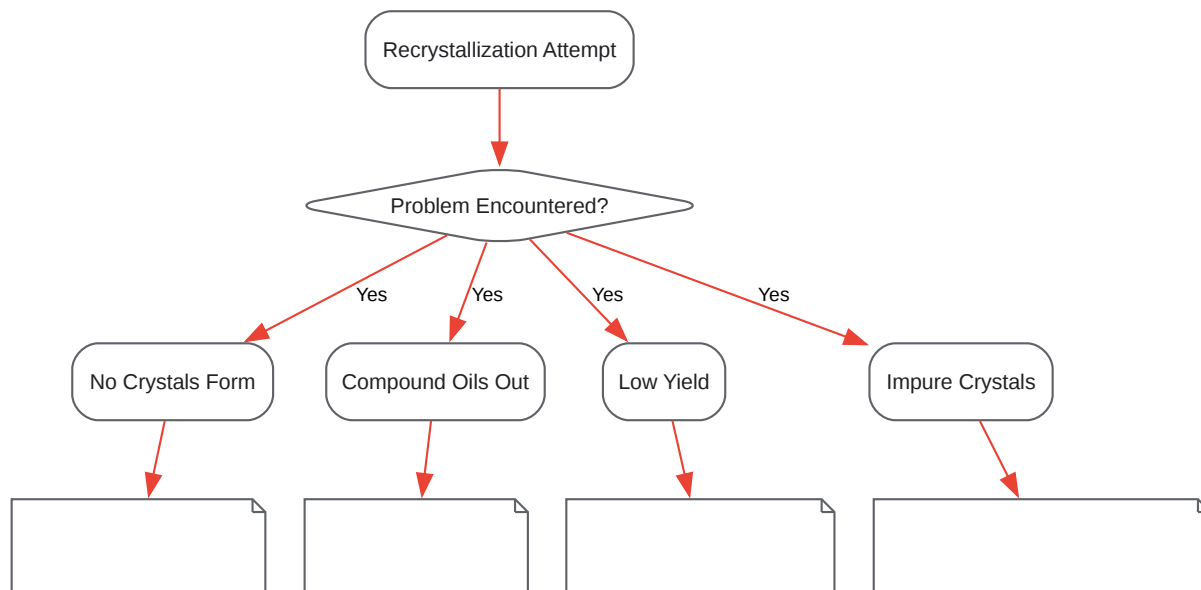 Recrystallization Attempt
Problem Encountered?
Yes
Yes
Yes
Yes
No Crystals Form
Compound Oils Out
Low Yield
Impure Crystals